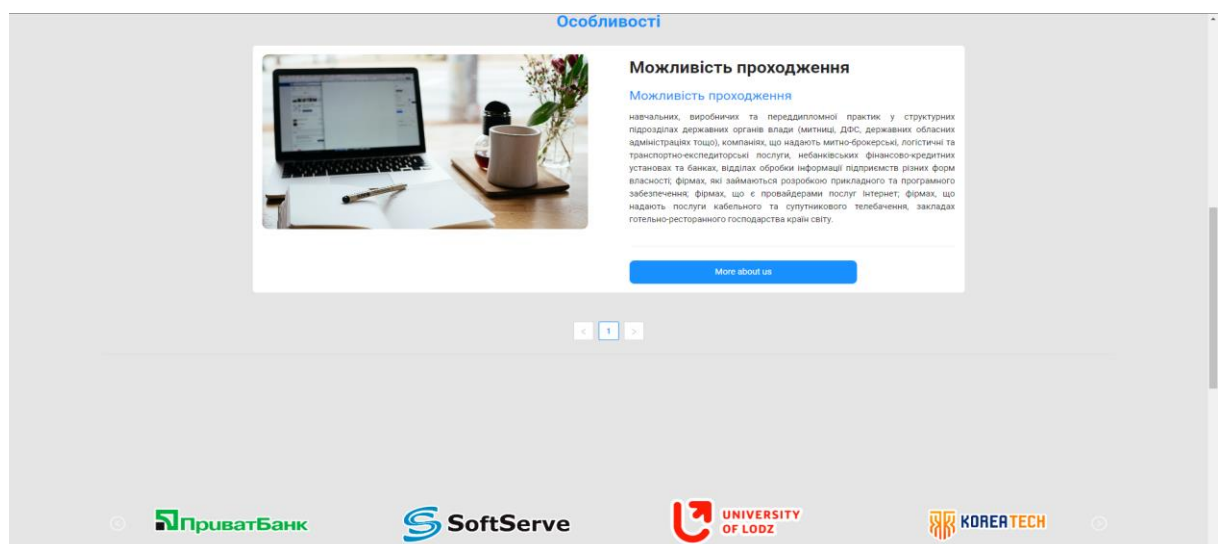 Особливості
Можливість проходження
Можливість проходження
навчальних, виробничих та переддипломної практик у структурних
підрозділах державних органів влади (митниці, ДФС, державних обласних
адміністраціях тощо), компаніях, що надають митно-брокерські, логістичні та
транспортно-експедиторські послуги, небанківських фінансово-кредитних
установах та банках, відділах обробки інформації підприємств різних форм
власності; фірмах, які займаються розробкою прикладного та програмного
забезпечення; фірмах, що є провайдерами послуг Інтернет; фірмах, що
надають послуги кабельного та супутникового телебачення, закладах
готельно-ресторанного господарства країн світу.
More about us
< 1 >
ПриватБанк
SoftServe
UNIVERSITY
OF LODZ
KOREATECH